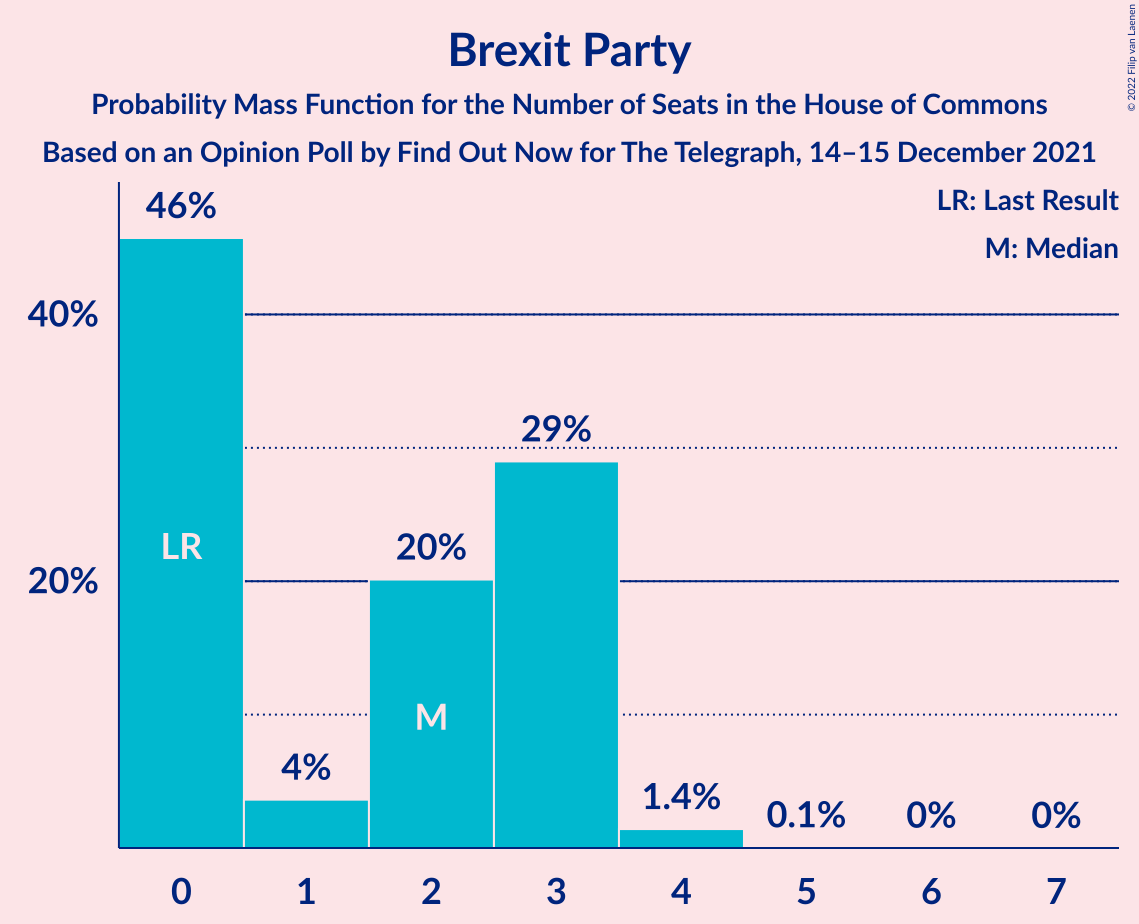 Brexit Party
Probability Mass Function for the Number of Seats in the House of Commons
Based on an Opinion Poll by Find Out Now for The Telegraph, 14–15 December 2021
© 2022 Filip van Laenen
LR: Last Result
M: Median
46%
40%
29%
20%
LR
20%
M
4%
1.4%
0.1%
0%
0%
0
1
2
3
4
5
6
7